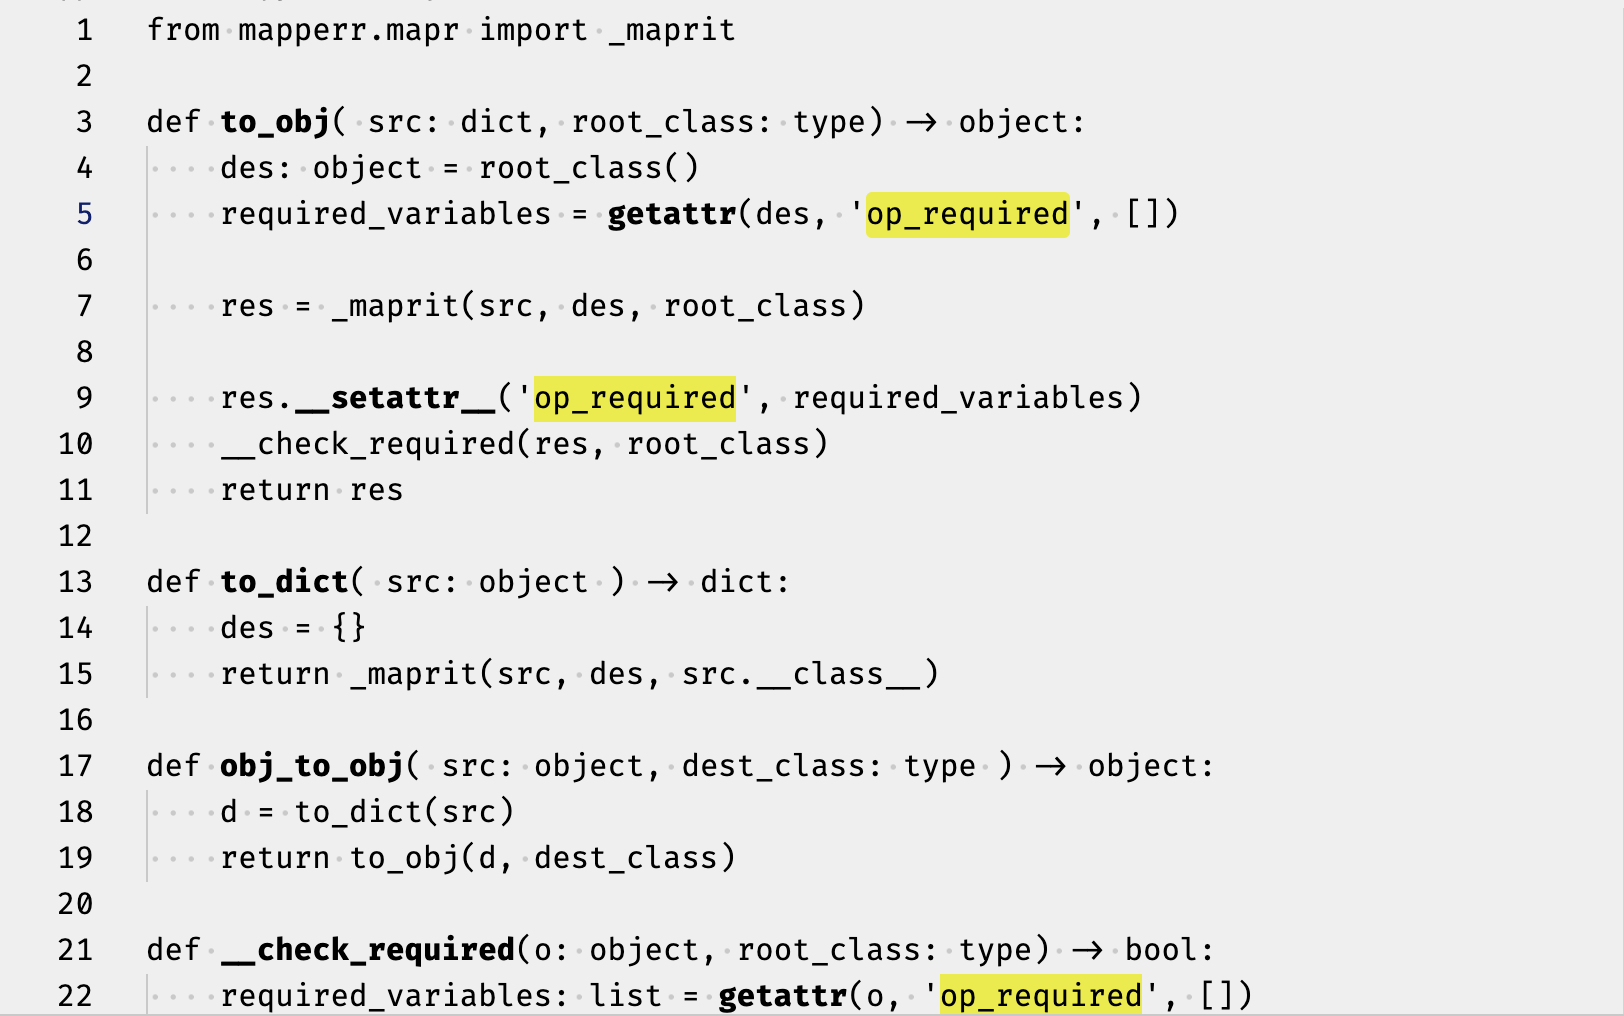 1 from mapperr.mapr import _maprit
2
3 def to_obj( src: dict, root_class: type) -> object:
4     des: object = root_class()
5     required_variables = getattr(des, 'op_required', [])
6
7     res = _maprit(src, des, root_class)
8
9     res.__setattr__('op_required', required_variables)
10     __check_required(res, root_class)
11     return res
12
13 def to_dict( src: object ) -> dict:
14     des = {}
15     return _maprit(src, des, src.__class__)
16
17 def obj_to_obj( src: object, dest_class: type ) -> object:
18     d = to_dict(src)
19     return to_obj(d, dest_class)
20
21 def __check_required(o: object, root_class: type) -> bool:
22     required_variables: list = getattr(o, 'op_required', [])